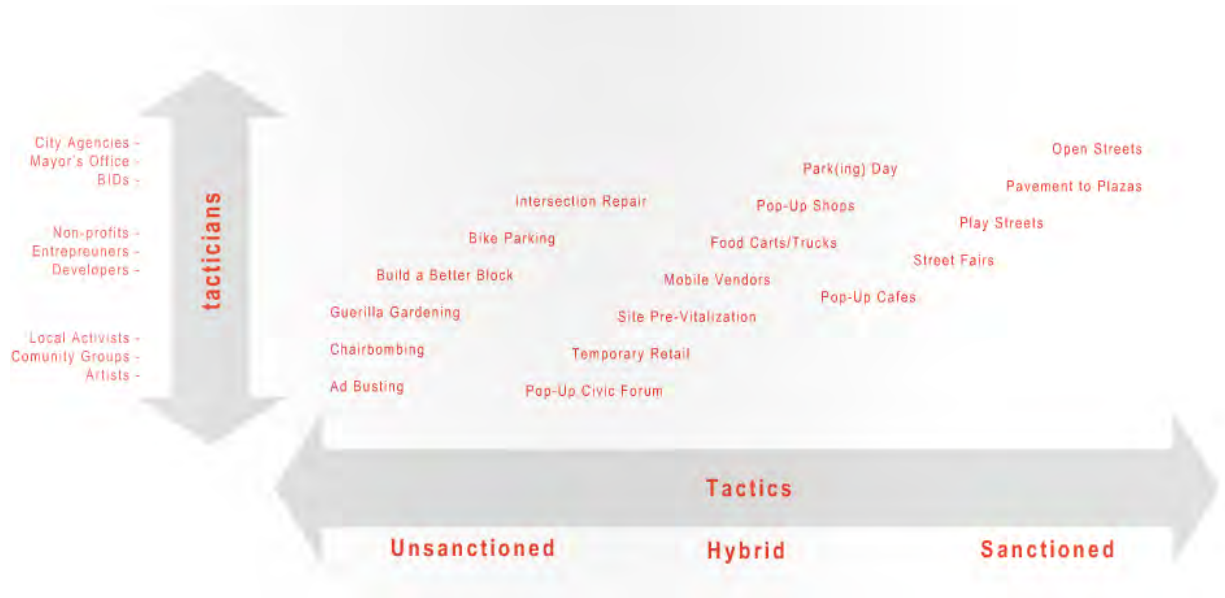 City Agencies -
Mayor's Office -
BIDs -
Non-profits -
Entrepreuners -
Developers -
Local Activists -
Comunity Groups -
Artists -
tacticians
Open Streets
Park(ing) Day
Pavement to Plazas
Intersection Repair
Pop-Up Shops
Play Streets
Bike Parking
Food Carts/Trucks
Street Fairs
Build a Better Block
Mobile Vendors
Pop-Up Cafes
Guerilla Gardening
Site Pre-Vitalization
Chairbombing
Temporary Retail
Ad Busting
Pop-Up Civic Forum
Tactics
Unsanctioned
Hybrid
Sanctioned